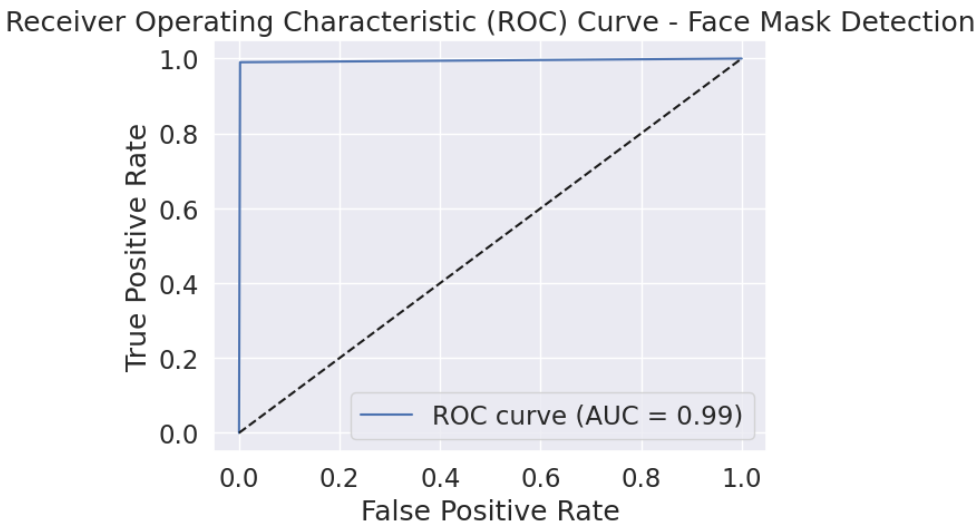 Receiver Operating Characteristic (ROC) Curve - Face Mask Detection
1.0
0.8
0.6
0.4
0.2
0.0
True Positive Rate
ROC curve (AUC = 0.99)
0.0 0.2 0.4 0.6 0.8 1.0
False Positive Rate